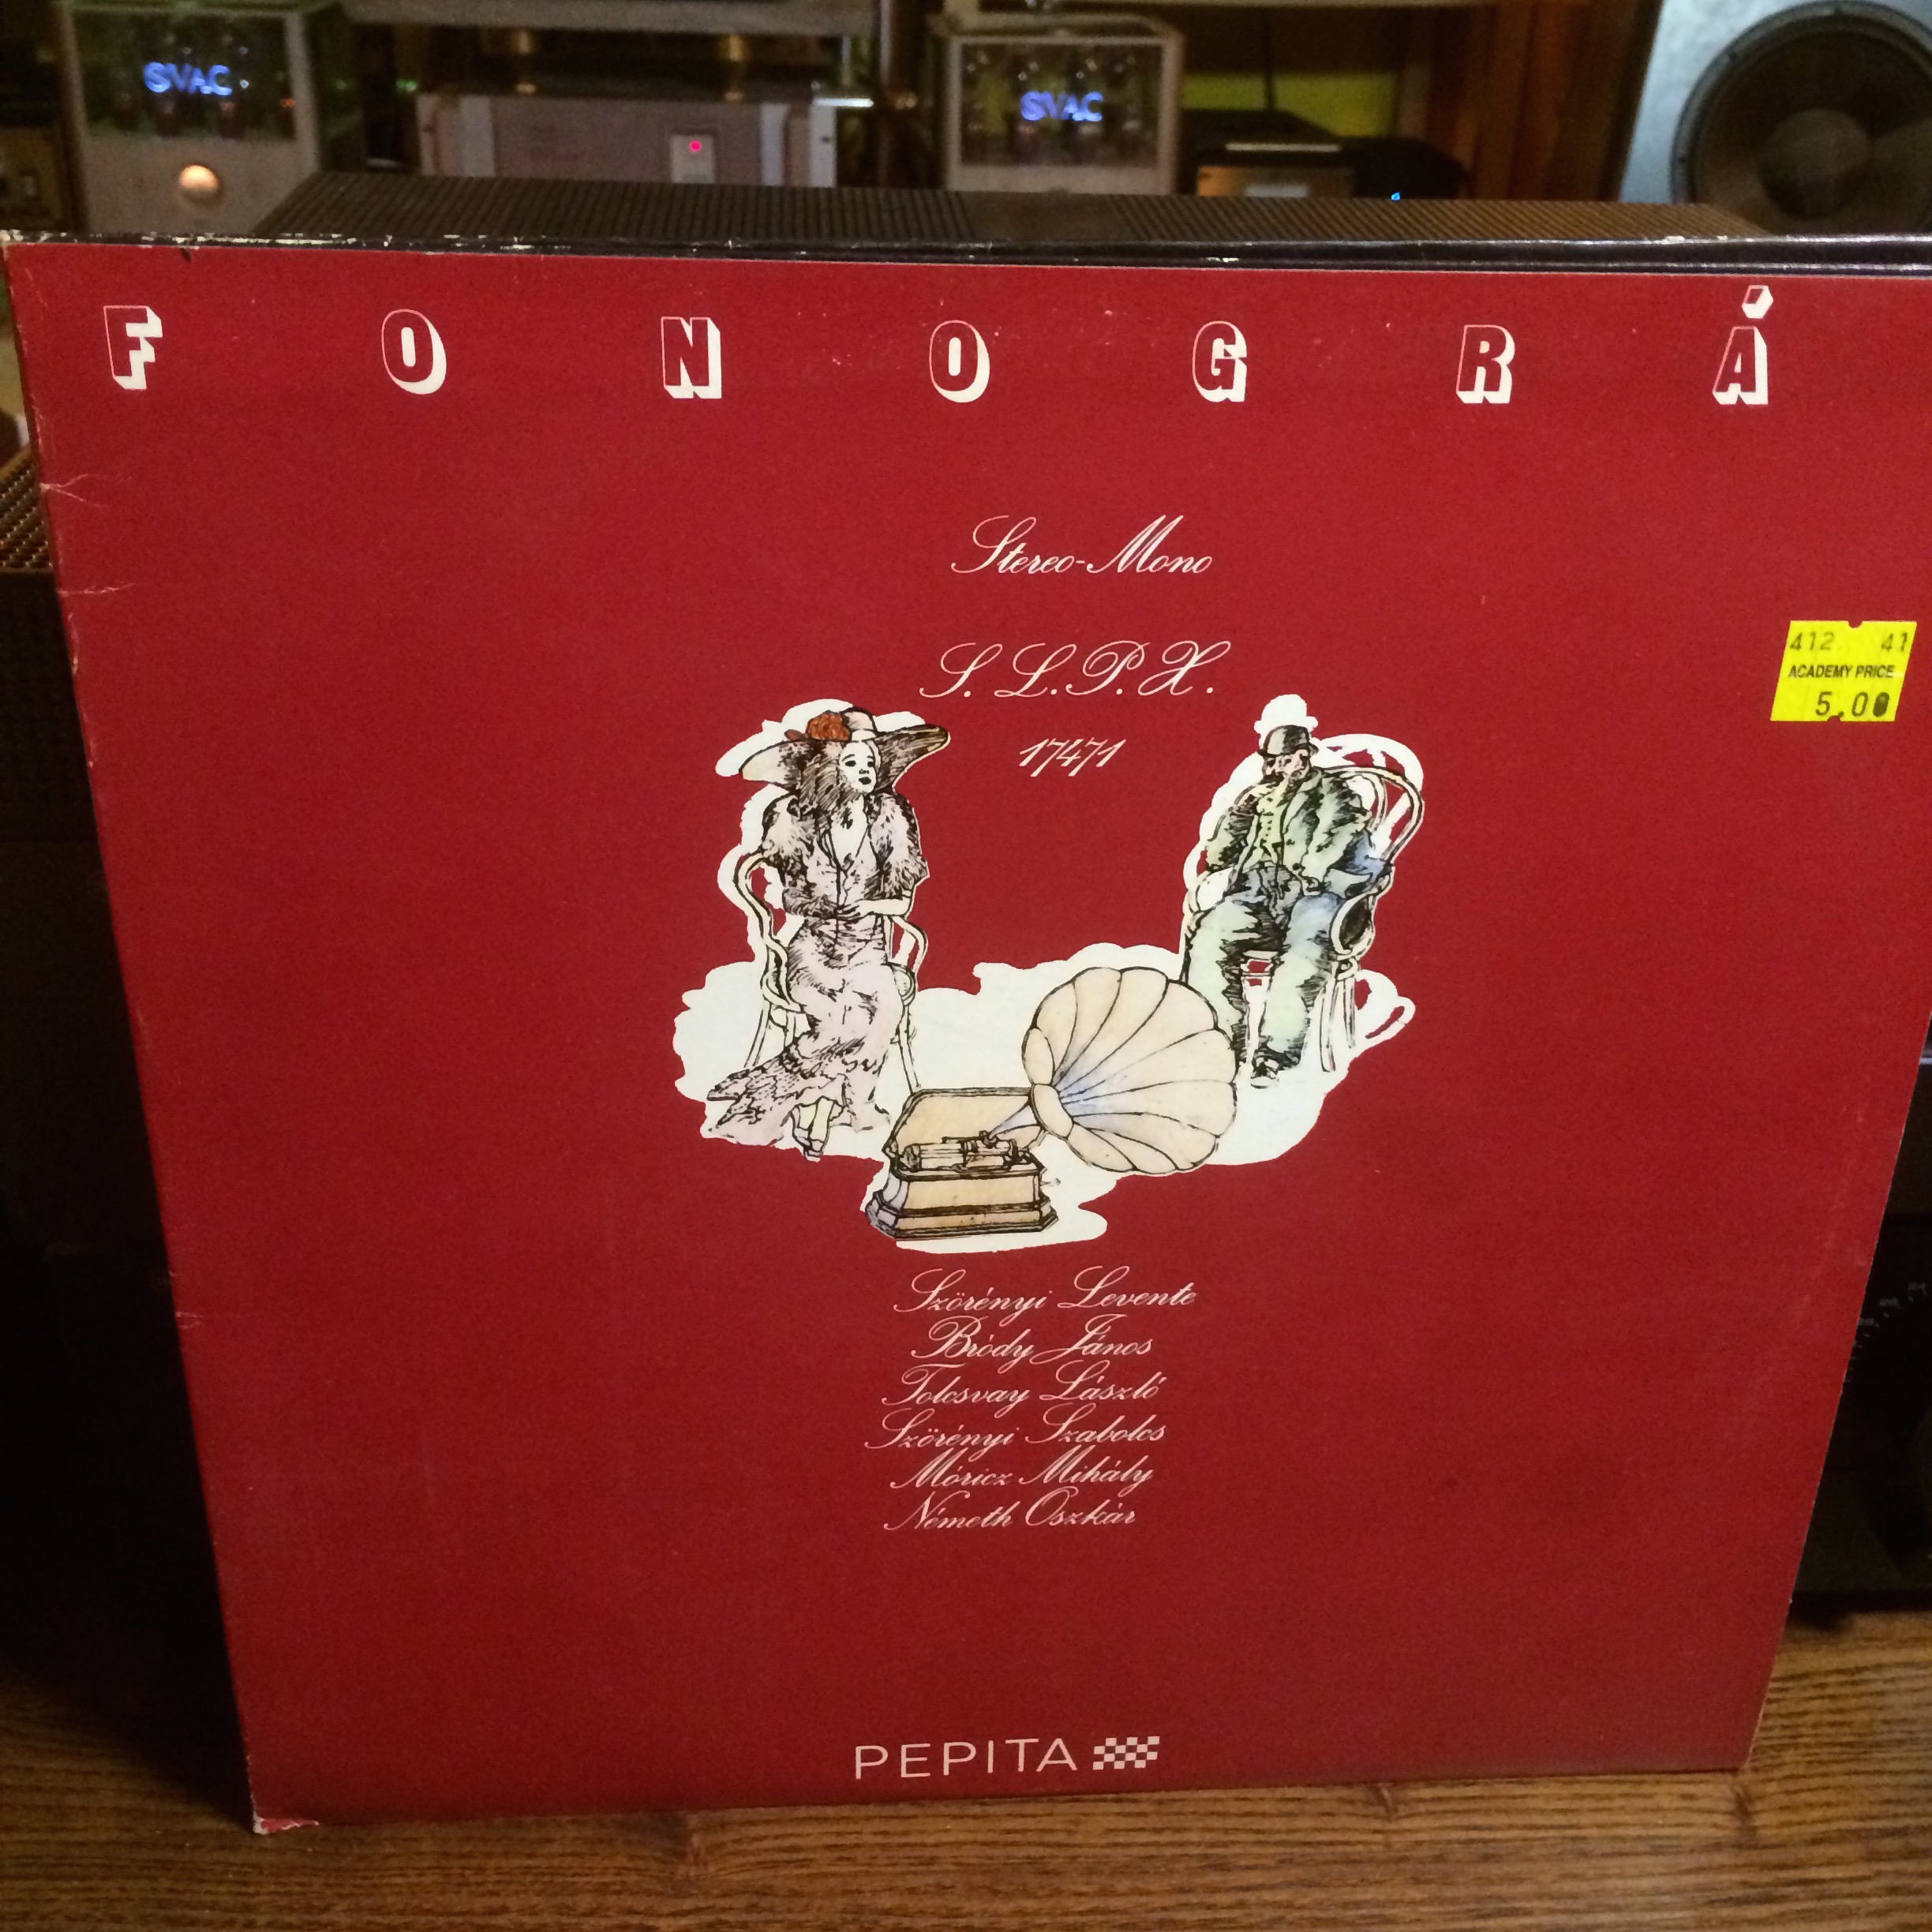 SVAC
SVAC
FONOGRÁ
Stereo-Mono
S.L.P.X.
17471
412 41
ACADEMY PRICE
5.00
Szörényi Levente
Bródy János
Tolcsvay László
Szörényi Szabolcs
Móricz Mihály
Németh Oszkár
PEPITA